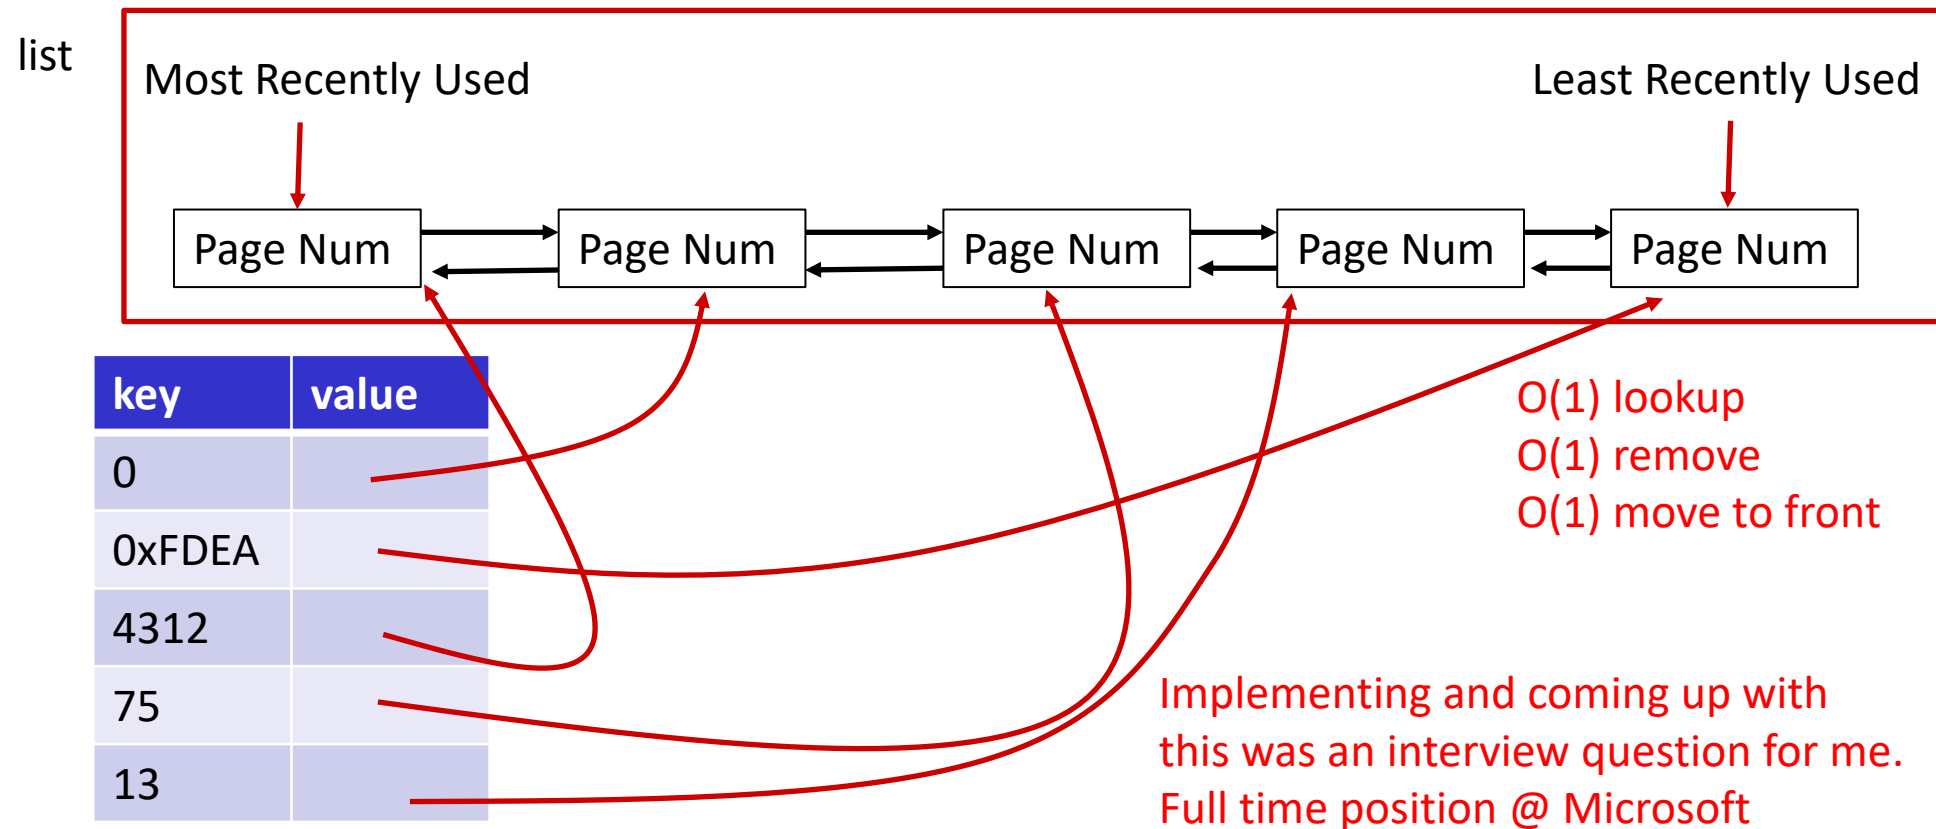 list
Most Recently Used
Least Recently Used
Page Num
Page Num
Page Num
Page Num
Page Num
key value
0
0xFDEA
4312
75
13
O(1) lookup
O(1) remove
O(1) move to front
Implementing and coming up with
this was an interview question for me.
Full time position @ Microsoft